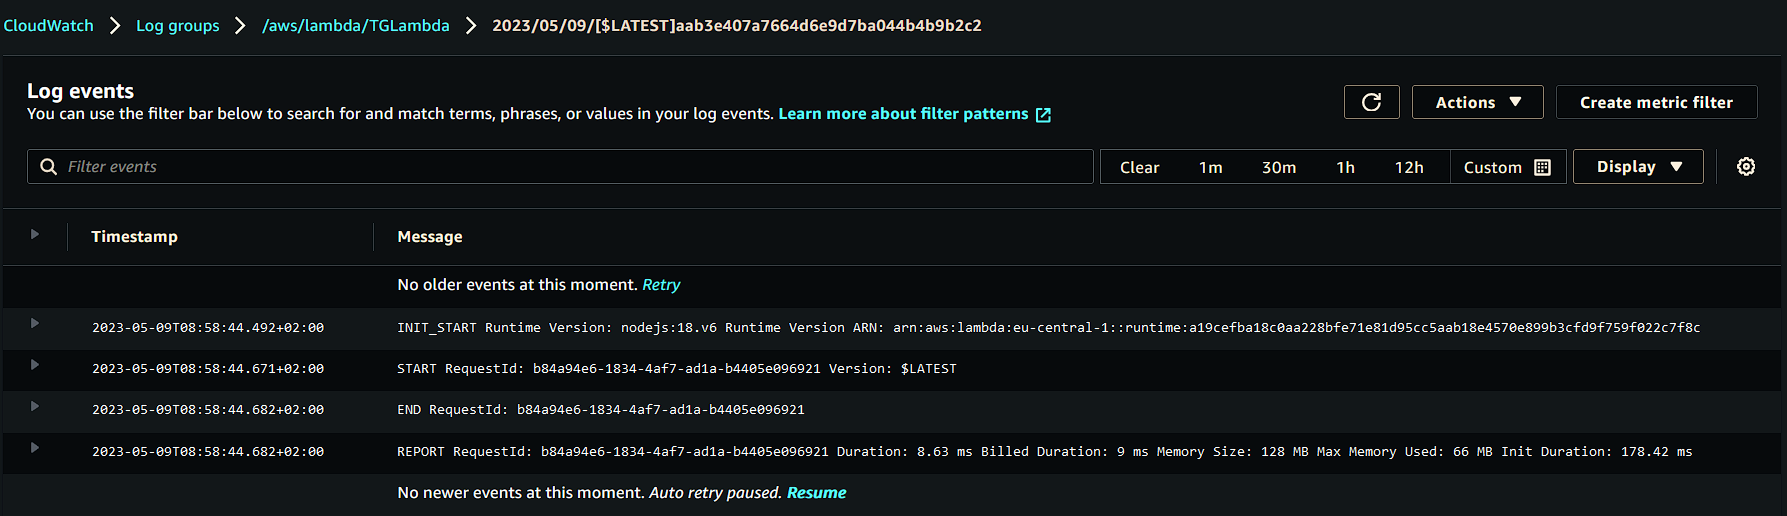 CloudWatch > Log groups > /aws/lambda/TGLambda > 2023/05/09/[$LATEST]aab3e407a7664d6e9d7ba044b4b9b2c2
Log events
You can use the filter bar below to search for and match terms, phrases, or values in your log events. Learn more about filter patterns
Actions
Create metric filter
Filter events
Clear 1m 30m 1h 12h Custom Display
Timestamp Message
No older events at this moment. Retry
2023-05-09T08:58:44.492+02:00 INIT_START Runtime Version: nodejs:18.v6 Runtime Version ARN: arn:aws:lambda:eu-central-1::runtime:a19cefba18c0aa228bfe71e81d95cc5aab18e4570e899b3cfd9f759f022c7f8c
2023-05-09T08:58:44.671+02:00 START RequestId: b84a94e6-1834-4af7-ad1a-b4405e096921 Version: $LATEST
2023-05-09T08:58:44.682+02:00 END RequestId: b84a94e6-1834-4af7-ad1a-b4405e096921
2023-05-09T08:58:44.682+02:00 REPORT RequestId: b84a94e6-1834-4af7-ad1a-b4405e096921 Duration: 8.63 ms Billed Duration: 9 ms Memory Size: 128 MB Max Memory Used: 66 MB Init Duration: 178.42 ms
No newer events at this moment. Auto retry paused. Resume